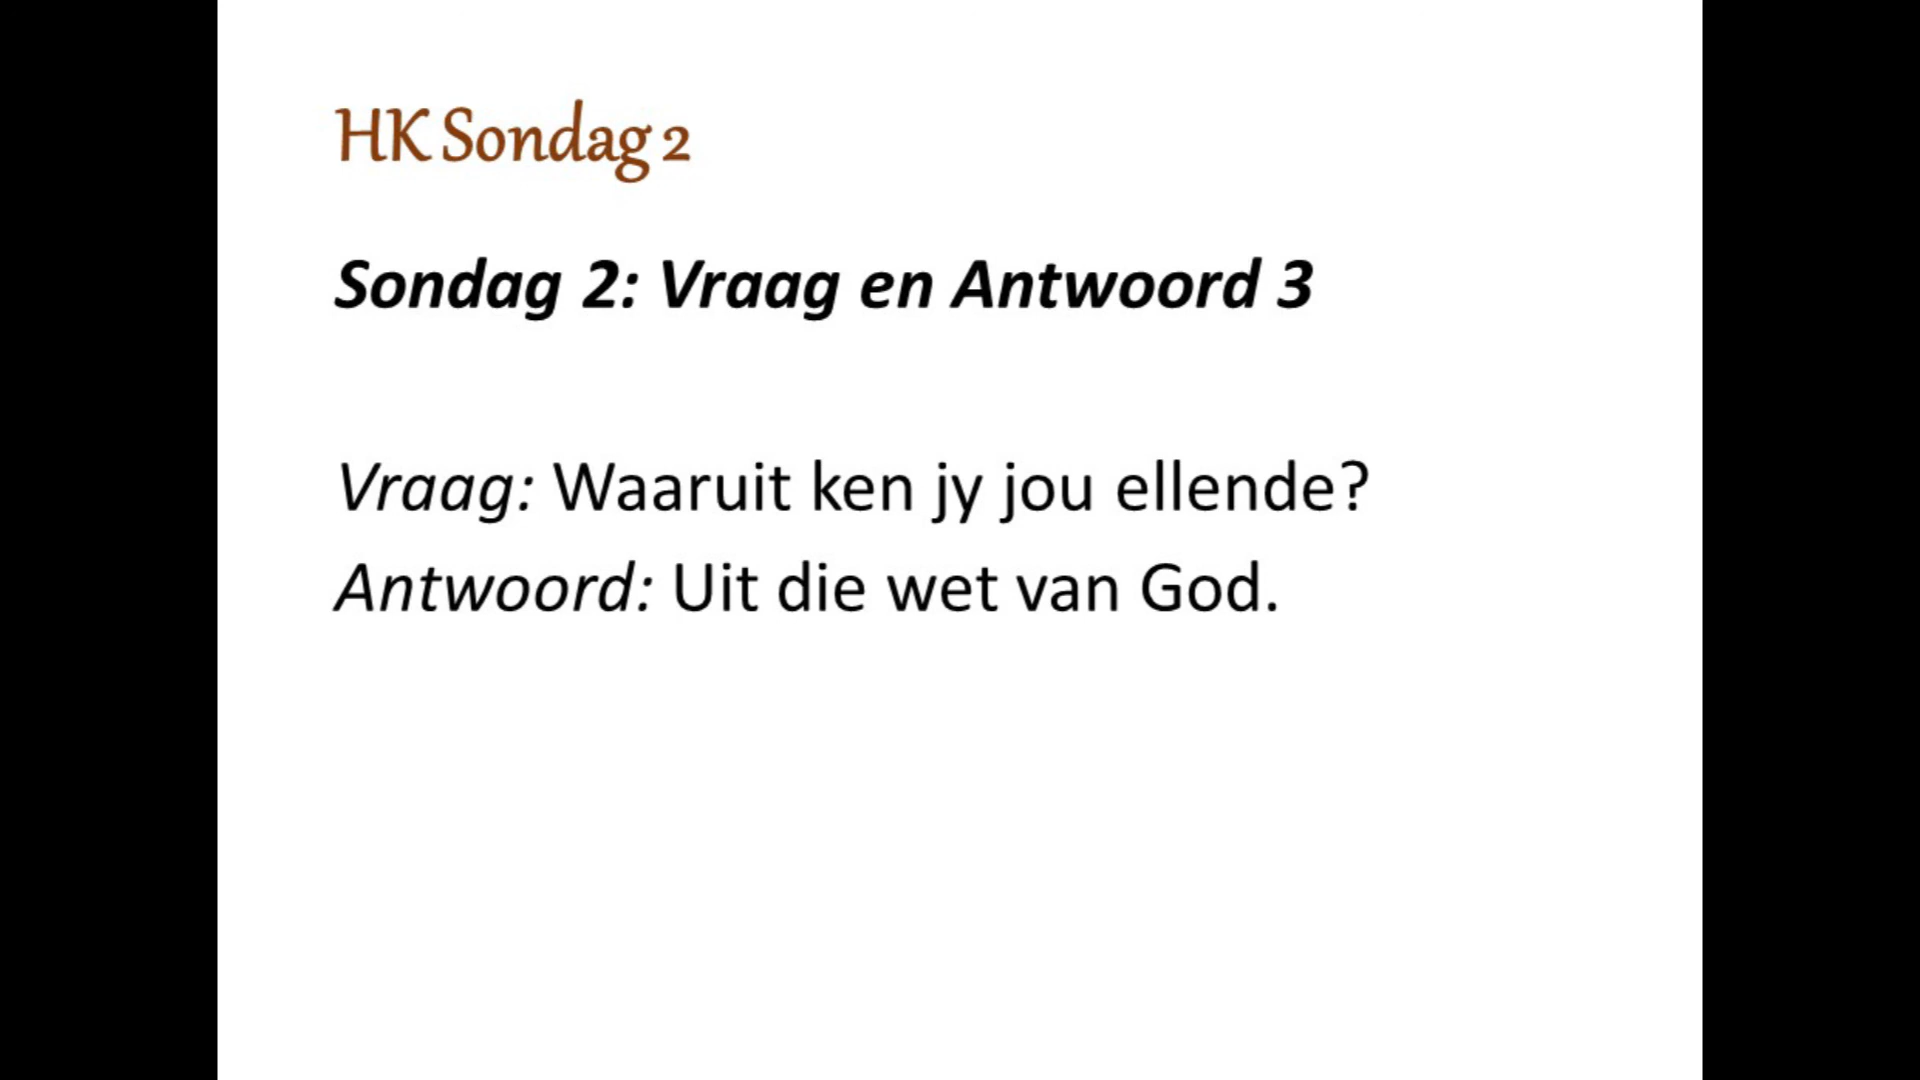 HK Sondag 2
Sondag 2: Vraag en Antwoord 3
Vraag: Waaruit ken jy jou ellende?
Antwoord: Uit die wet van God.